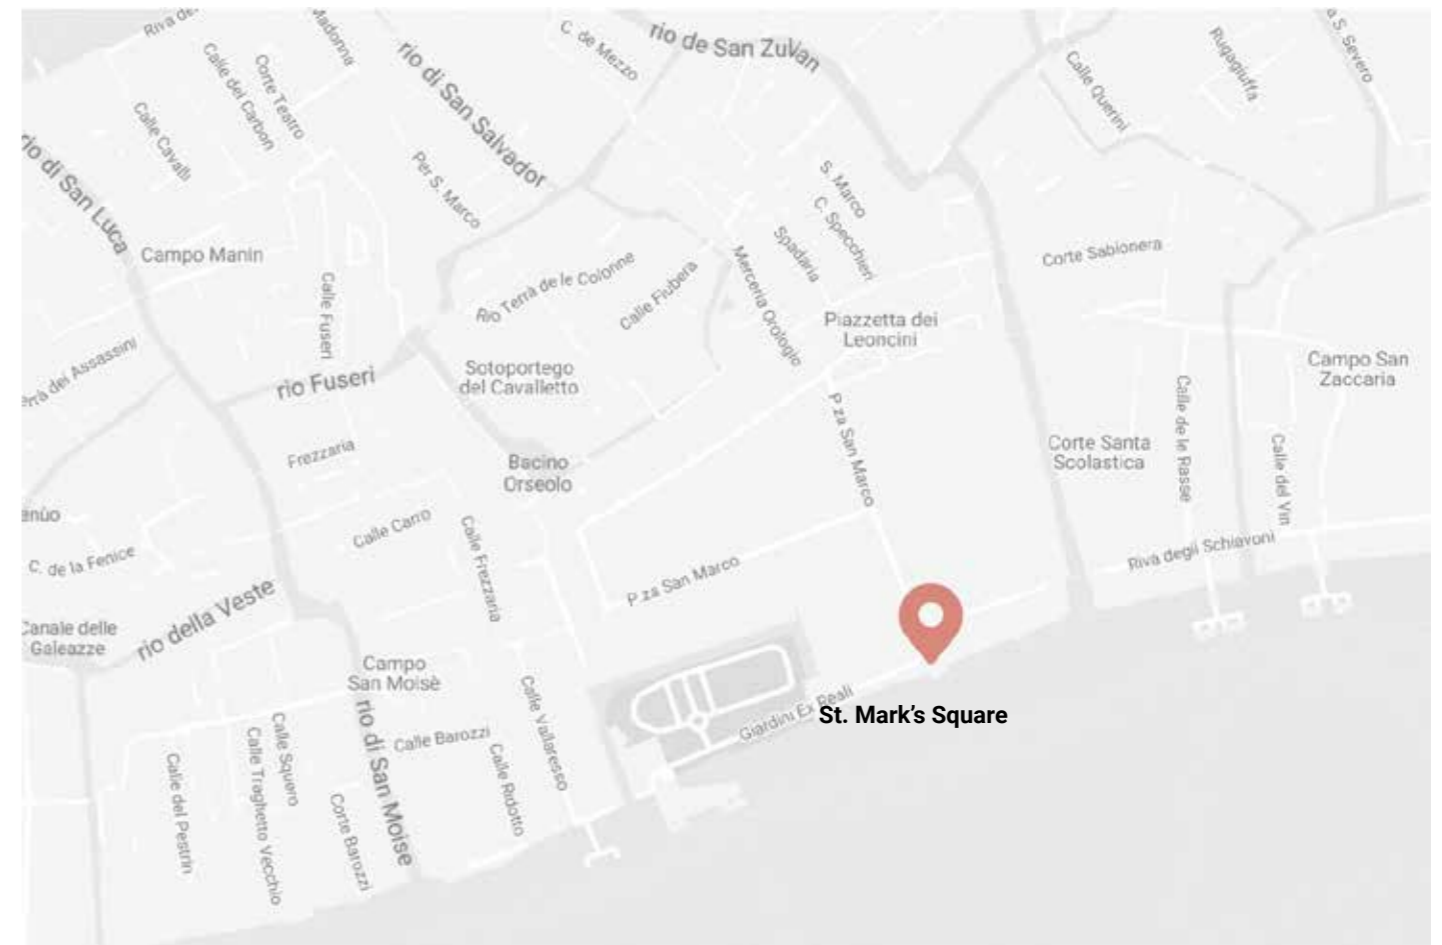 Riva de
Madonna
C. de Mezzo
rio de San ZuVan
a S. Severo
Rugagiuffa
Calle Querini
Corte Teatro
Calle del Carbon
Calle Cavalli
rio di San Salvador
Per S. Marco
rio di San Luca
Campo Manin
Calle Fuseri
Rio Terrà de le Colonne
Calle Fiubera
Merceria Orologio
Spadaria
S. Marco
C. Specchieri
Corte Sabionera
Piazzetta dei
Leoncini
Campo San
Zaccaria
rrà dei Assassini
rio Fuseri
Sotoportego
del Cavalletto
P.za San Marco
Calle de le Rasse
Calle del Vin
Corte Santa
Scolastica
Frezzaria
Bacino
Orseolo
enùo
C. de la Fenice
Calle Carro
Calle Frezzaria
P.za San Marco
Riva degli Schiavoni
Canale delle
Galeazze
rio della Veste
Campo
San Moisè
rio di San Moise
Calle Barozzi
Calle Vallaresso
Calle Ridotto
Giardini Ex Reali
St. Mark’s Square
Calle del Pestrin
Calle Traghetto Vecchio
Calle Squero
Corte Barozzi